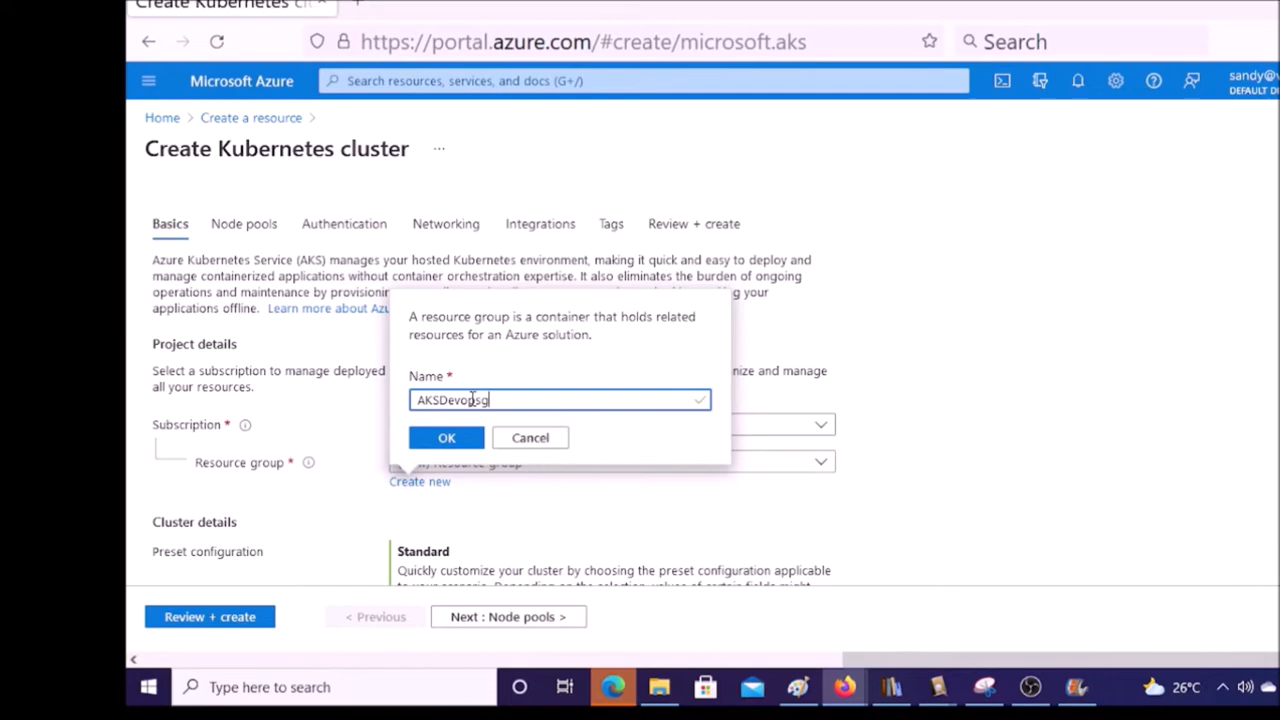 Create Kubernetes
https://portal.azure.com/#create/microsoft.aks
Search
Microsoft Azure
Search resources, services, and docs (G+/)
sandy@
DEFAULT
Home > Create a resource >
Create Kubernetes cluster ...
Basics Node pools Authentication Networking Integrations Tags Review + create
Azure Kubernetes Service (AKS) manages your hosted Kubernetes environment, making it quick and easy to deploy and
manage containerized applications without container orchestration expertise. It also eliminates the burden of ongoing
operations and maintenance by your
applications offline. Learn more about
A resource group is a container that holds related
resources for an Azure solution.
Project details
Select a subscription to manage deployed and manage
all your resources.
Name *
AKSDevopsg
OK Cancel
Subscription *
Resource group * Resource group
Create new
Cluster details
Preset configuration
Standard
Quickly customize your cluster by choosing the preset configuration applicable
Review + create < Previous Next : Node pools >
Type here to search
26°C